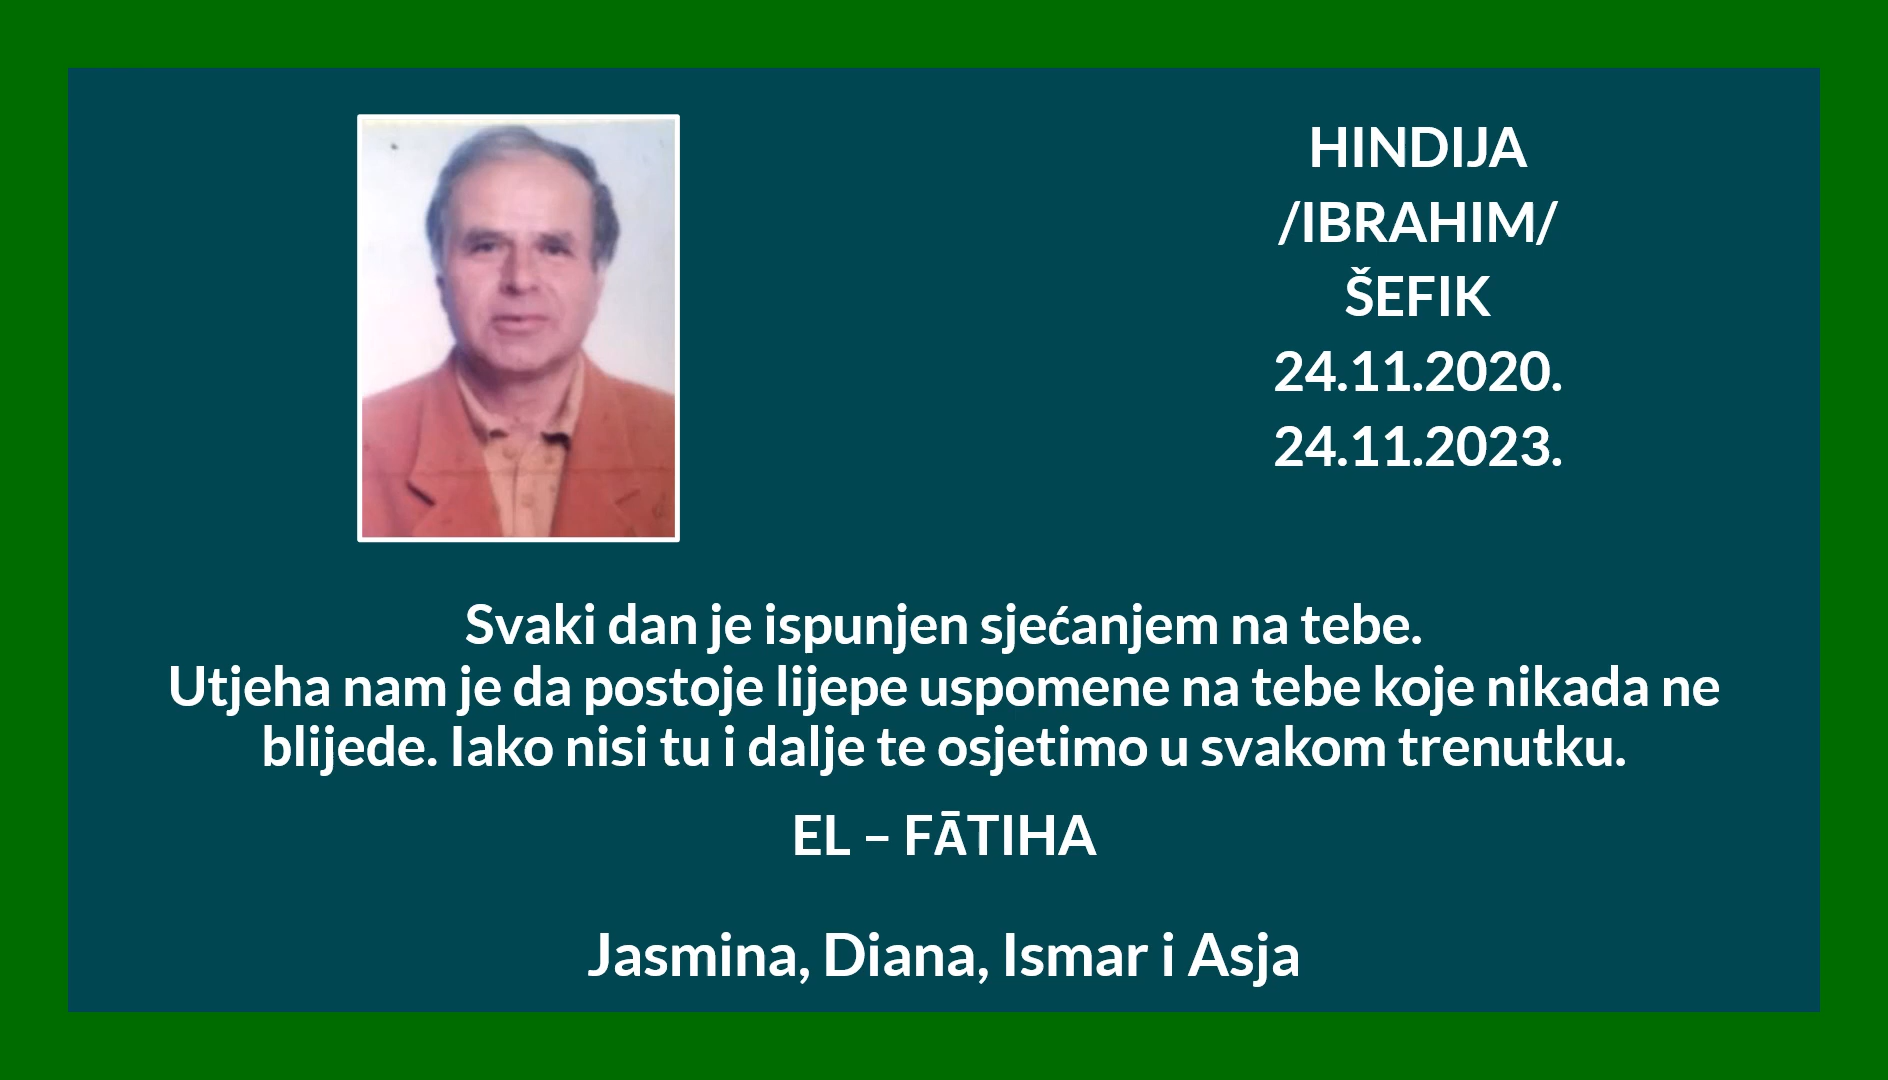 HINDIJA
/IBRAHIM/
ŠEFIK
24.11.2020.
24.11.2023.
Svaki dan je ispunjen sjećanjem na tebe.
Utjeha nam je da postoje lijepe uspomene na tebe koje nikada ne
blijede. Iako nisi tu i dalje te osjetimo u svakom trenutku.
EL – FĀTIHA
Jasmina, Diana, Ismar i Asja